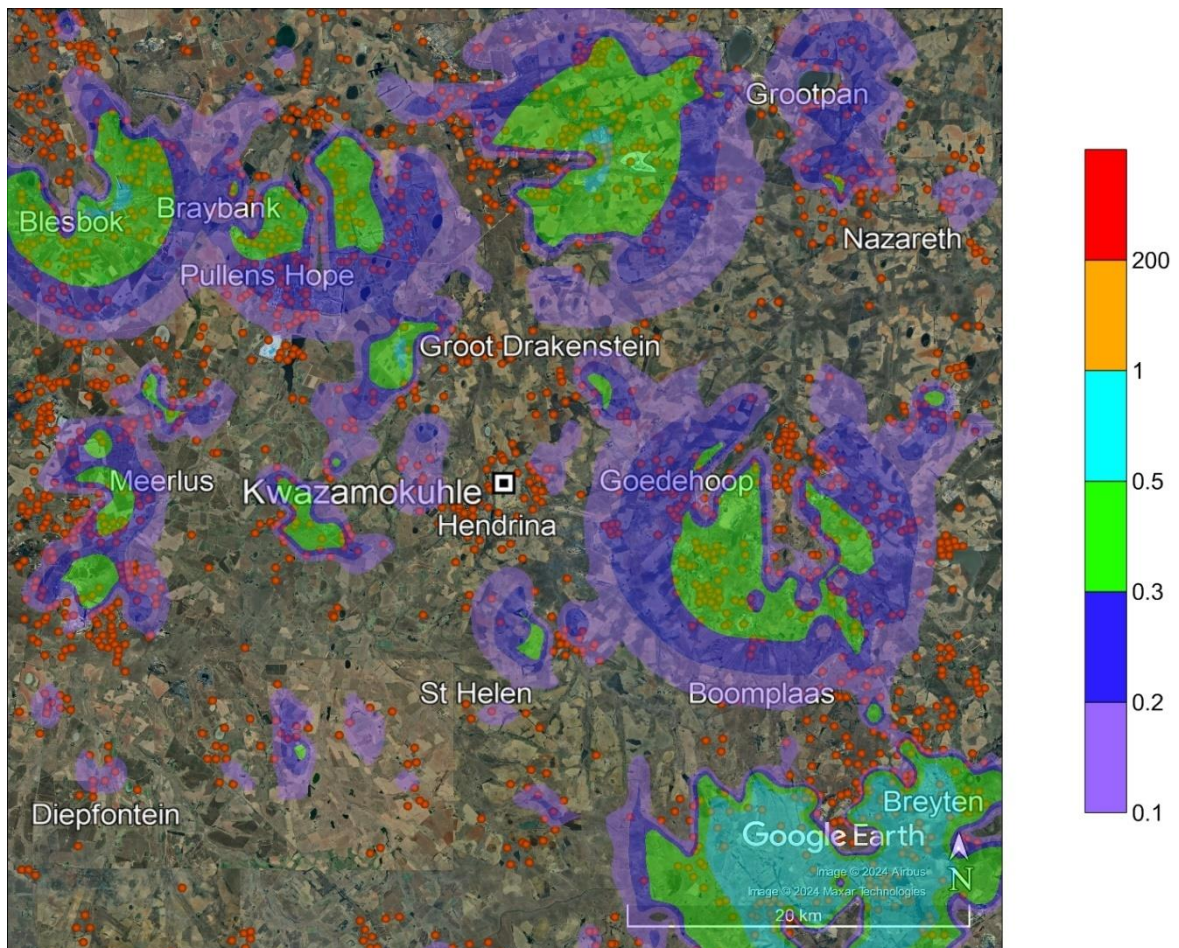 Grootpan
Blesbok
Braybank
Nazareth
Pullens Hope
Groot Drakenstein
Meerlus
Kwazamokuhle
Goedehoop
Hendrina
St Helen
Boomplaas
Diepfontein
Breyten
Google Earth
Image © 2024 Airbus
Image © 2024 Maxar Technologies
N
20 km
200
1
0.5
0.3
0.2
0.1